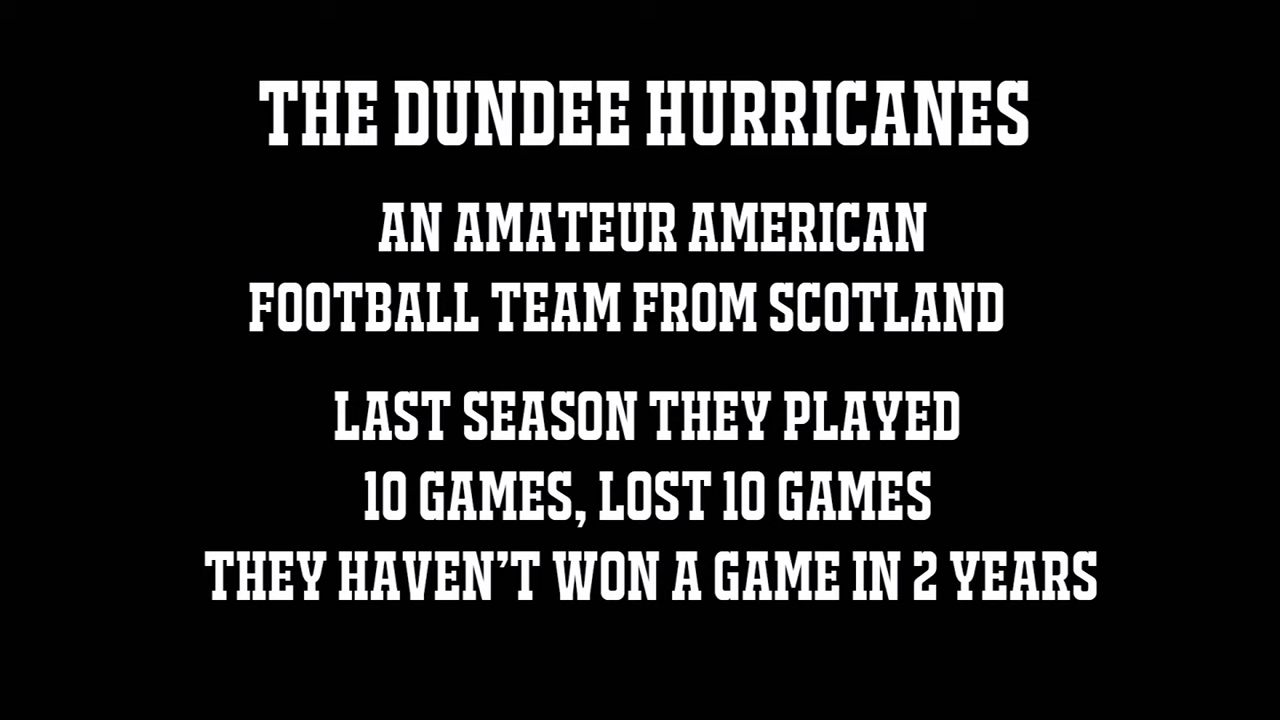 THE DUNDEE HURRICANES
AN AMATEUR AMERICAN
FOOTBALL TEAM FROM SCOTLAND
LAST SEASON THEY PLAYED
10 GAMES, LOST 10 GAMES
THEY HAVEN'T WON A GAME IN 2 YEARS